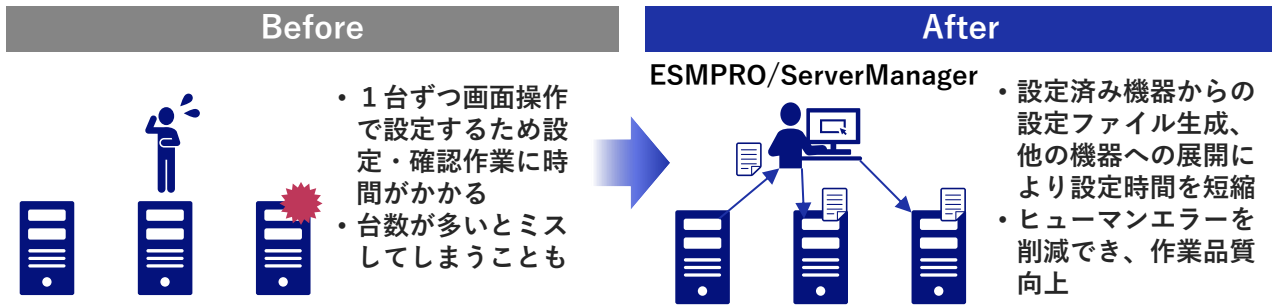 Before
・１台ずつ画面操作
で設定するため設
定・確認作業に時
間がかかる
・台数が多いとミス
してしまうことも
After
ESMPRO/ServerManager
・設定済み機器からの
設定ファイル生成、
他の機器への展開に
より設定時間を短縮
・ヒューマンエラーを
削減でき、作業品質
向上